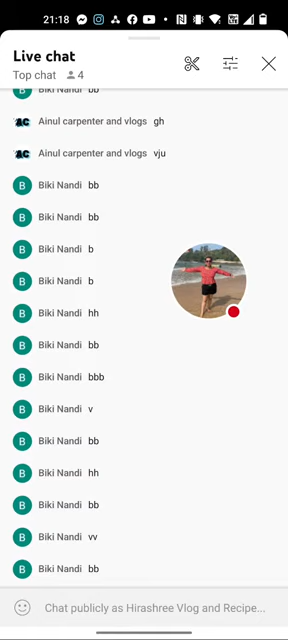 21:18
Live chat
Top chat 4
Biki Nandi bb
AC Ainul carpenter and vlogs gh
AC Ainul carpenter and vlogs vju
B Biki Nandi bb
B Biki Nandi bb
B Biki Nandi b
B Biki Nandi b
B Biki Nandi hh
B Biki Nandi bb
B Biki Nandi bbb
B Biki Nandi v
B Biki Nandi bb
B Biki Nandi hh
B Biki Nandi bb
B Biki Nandi vv
B Biki Nandi bb
Chat publicly as Hirashree Vlog and Recipe...